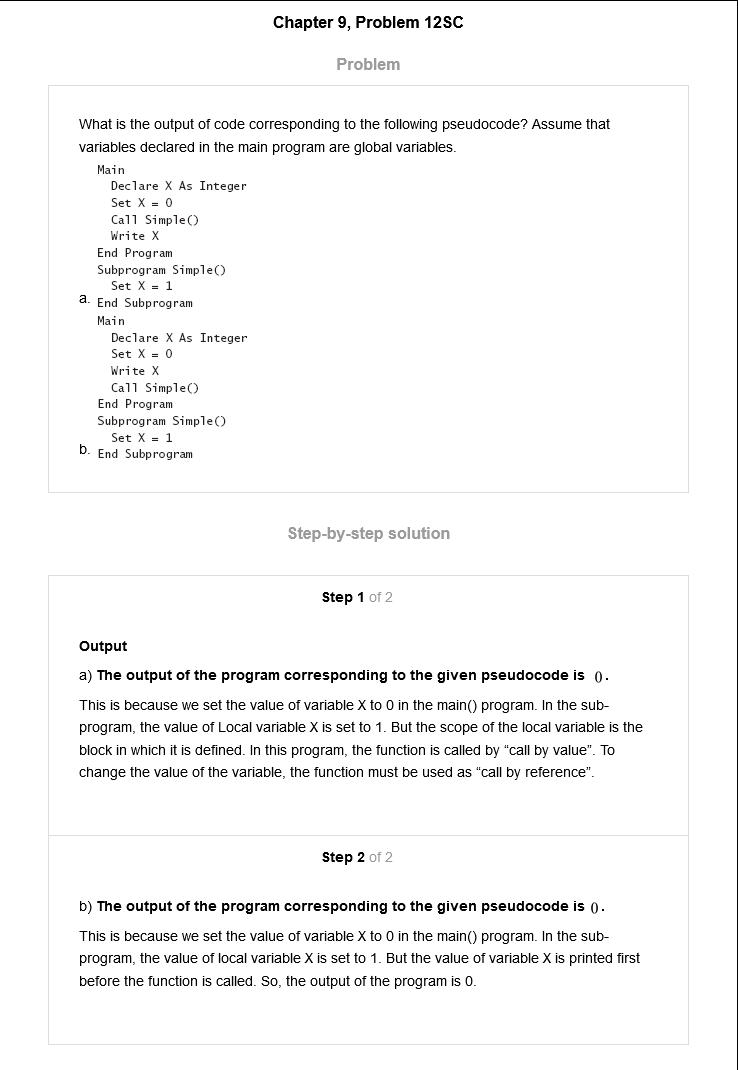 Chapter 9, Problem 12SC
Problem
What is the output of code corresponding to the following pseudocode? Assume that
variables declared in the main program are global variables.
Main
Declare X As Integer
Set X = 0
Call Simple()
Write X
End Program
Subprogram Simple()
Set X = 1
a. End Subprogram
Main
Declare X As Integer
Set X = 0
Write X
Call Simple()
End Program
Subprogram Simple()
Set X = 1
b. End Subprogram
Step-by-step solution
Step 1 of 2
Output
a) The output of the program corresponding to the given pseudocode is 0.
This is because we set the value of variable X to 0 in the main() program. In the sub-
program, the value of Local variable X is set to 1. But the scope of the local variable is the
block in which it is defined. In this program, the function is called by “call by value”. To
change the value of the variable, the function must be used as “call by reference”.
Step 2 of 2
b) The output of the program corresponding to the given pseudocode is 0.
This is because we set the value of variable X to 0 in the main() program. In the sub-
program, the value of local variable X is set to 1. But the value of variable X is printed first
before the function is called. So, the output of the program is 0.